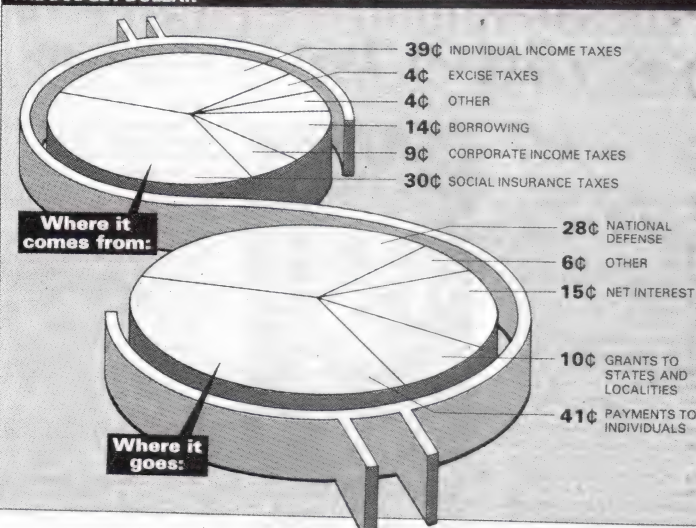 39¢ INDIVIDUAL INCOME TAXES
4¢ EXCISE TAXES
4¢ OTHER
14¢ BORROWING
9¢ CORPORATE INCOME TAXES
30¢ SOCIAL INSURANCE TAXES
Where it
comes from:
28¢ NATIONAL
DEFENSE
6¢ OTHER
15¢ NET INTEREST
10¢ GRANTS TO
STATES AND
LOCALITIES
41¢ PAYMENTS TO
INDIVIDUALS
Where it
goes: